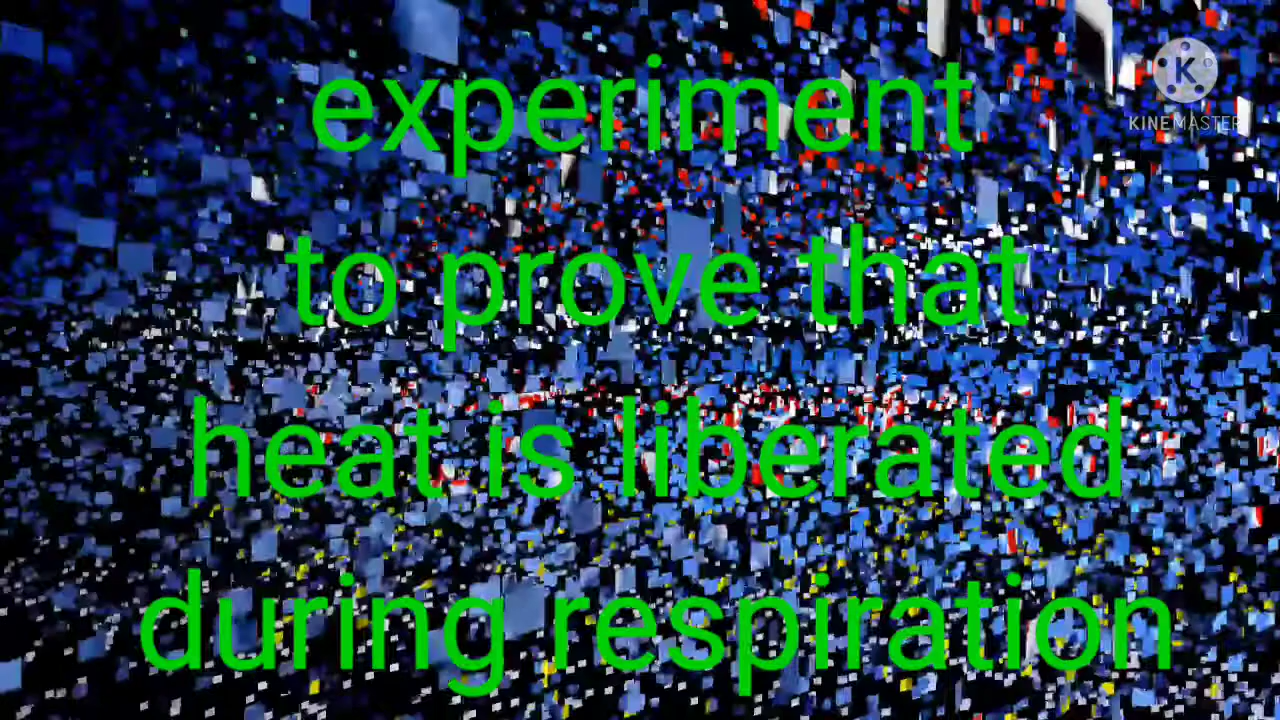 experiment
to prove that
heat is liberated
during respiration
K
KINEMASTER